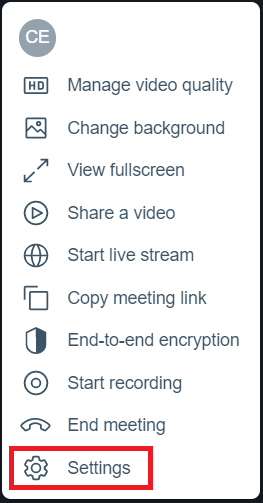 CE
HD
Manage video quality
Change background
View fullscreen
Share a video
Start live stream
Copy meeting link
End-to-end encryption
Start recording
End meeting
Settings